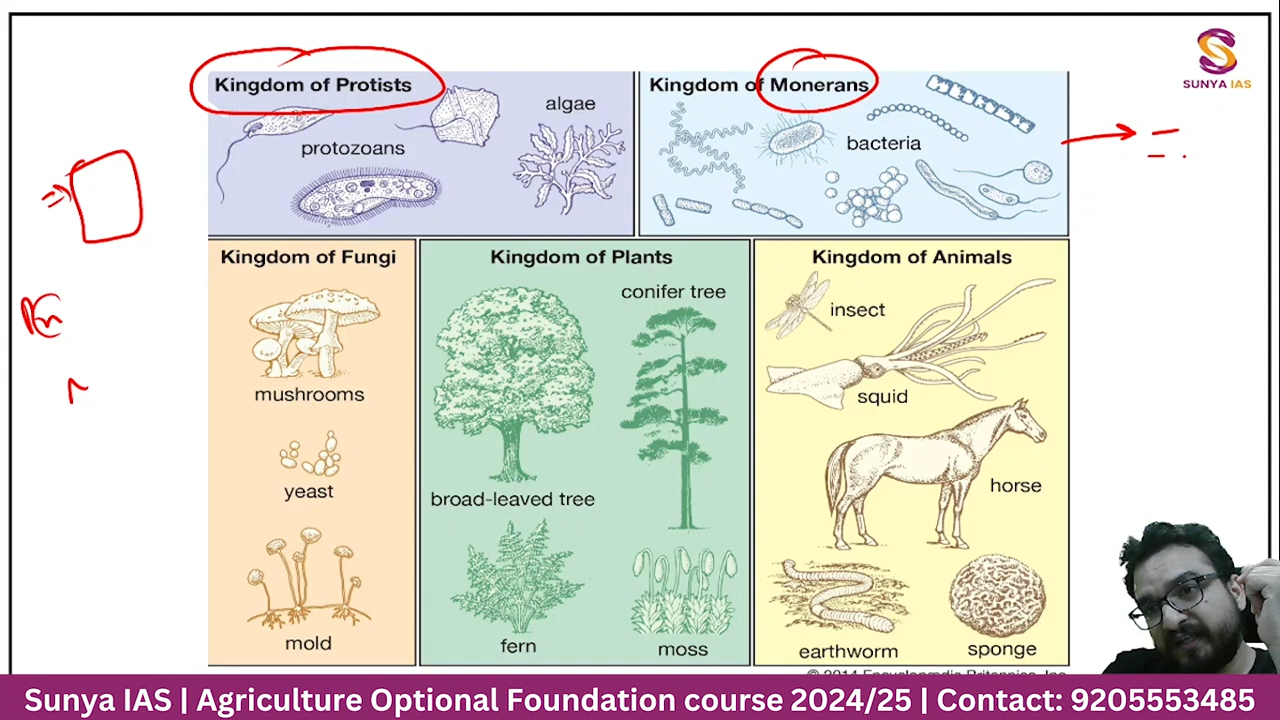 SUNYA IAS
Kingdom of Protists
protozoans
algae
Kingdom of Monerans
bacteria
Kingdom of Fungi
mushrooms
yeast
mold
Kingdom of Plants
conifer tree
broad-leaved tree
fern
moss
Kingdom of Animals
insect
squid
horse
earthworm
sponge
Sunya IAS | Agriculture Optional Foundation course 2024/25 | Contact: 9205553485